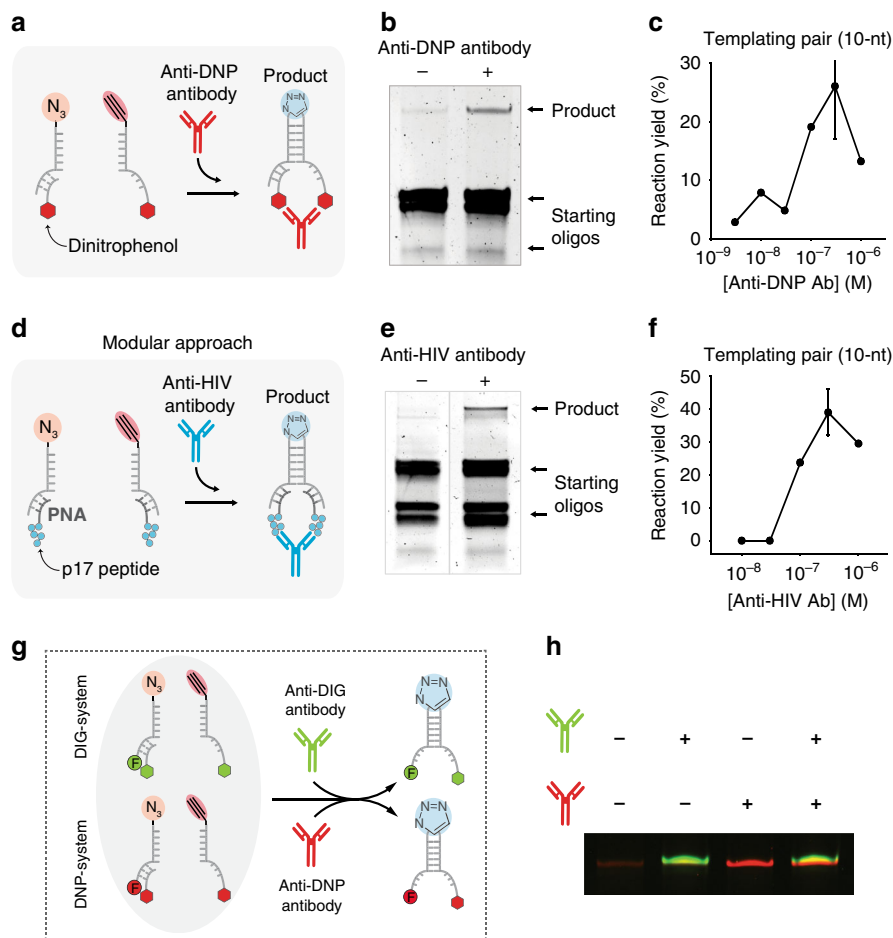 a
Anti-DNP
antibody
Product
N3
N=N
N
Dinitrophenol
b
Anti-DNP antibody
– +
Product
Starting
oligos
c
Templating pair (10-nt)
Reaction yield (%)
30
20
10
0
10⁻⁹ 10⁻⁸ 10⁻⁷ 10⁻⁶
[Anti-DNP Ab] (M)
d
Modular approach
Anti-HIV
antibody
Product
N3
N=N
N
PNA
p17 peptide
e
Anti-HIV antibody
– +
Product
Starting
oligos
f
Templating pair (10-nt)
Reaction yield (%)
50
40
30
20
10
0
10⁻⁸ 10⁻⁷ 10⁻⁶
[Anti-HIV Ab] (M)
g
DIG-system
N3
F
Anti-DIG
antibody
N=N
N
F
DNP-system
N3
F
Anti-DNP
antibody
N=N
N
F
h
– + – +
– – + +